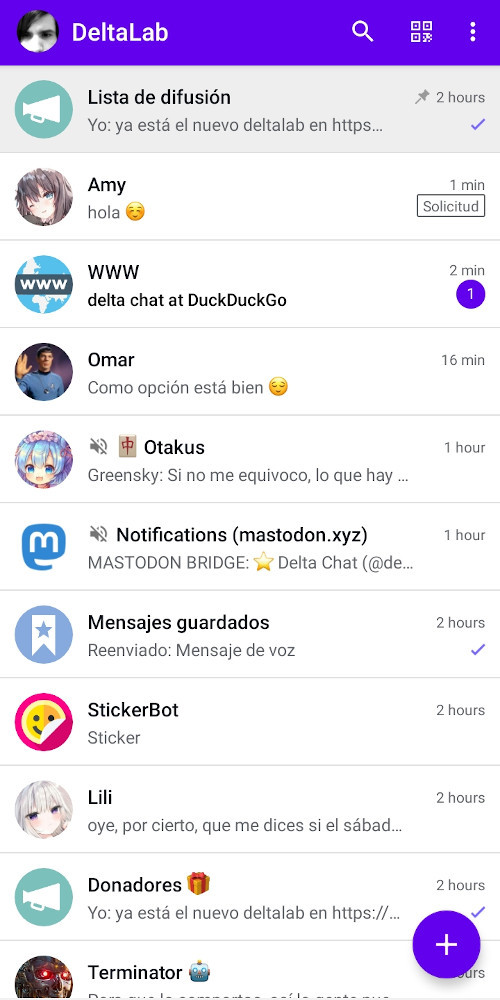 DeltaLab
Lista de difusión
2 hours
Yo: ya está el nuevo deltalab en https...
Amy
1 min
hola ☺️
Solicitud
WWW
WWW
2 min
delta chat at DuckDuckGo
1
Omar
16 min
Como opción está bien 😌
🀄 Otakus
1 hour
Greensky: Si no me equivoco, lo que hay ...
Notifications (mastodon.xyz)
1 hour
MASTODON BRIDGE: ⭐ Delta Chat (@de...
Mensajes guardados
2 hours
Reenviado: Mensaje de voz
StickerBot
2 hours
Sticker
Lili
2 hours
oye, por cierto, que me dices si el sábad...
Donadores 🎁
2 hours
Yo: ya está el nuevo deltalab en https://...
Terminator 🤖